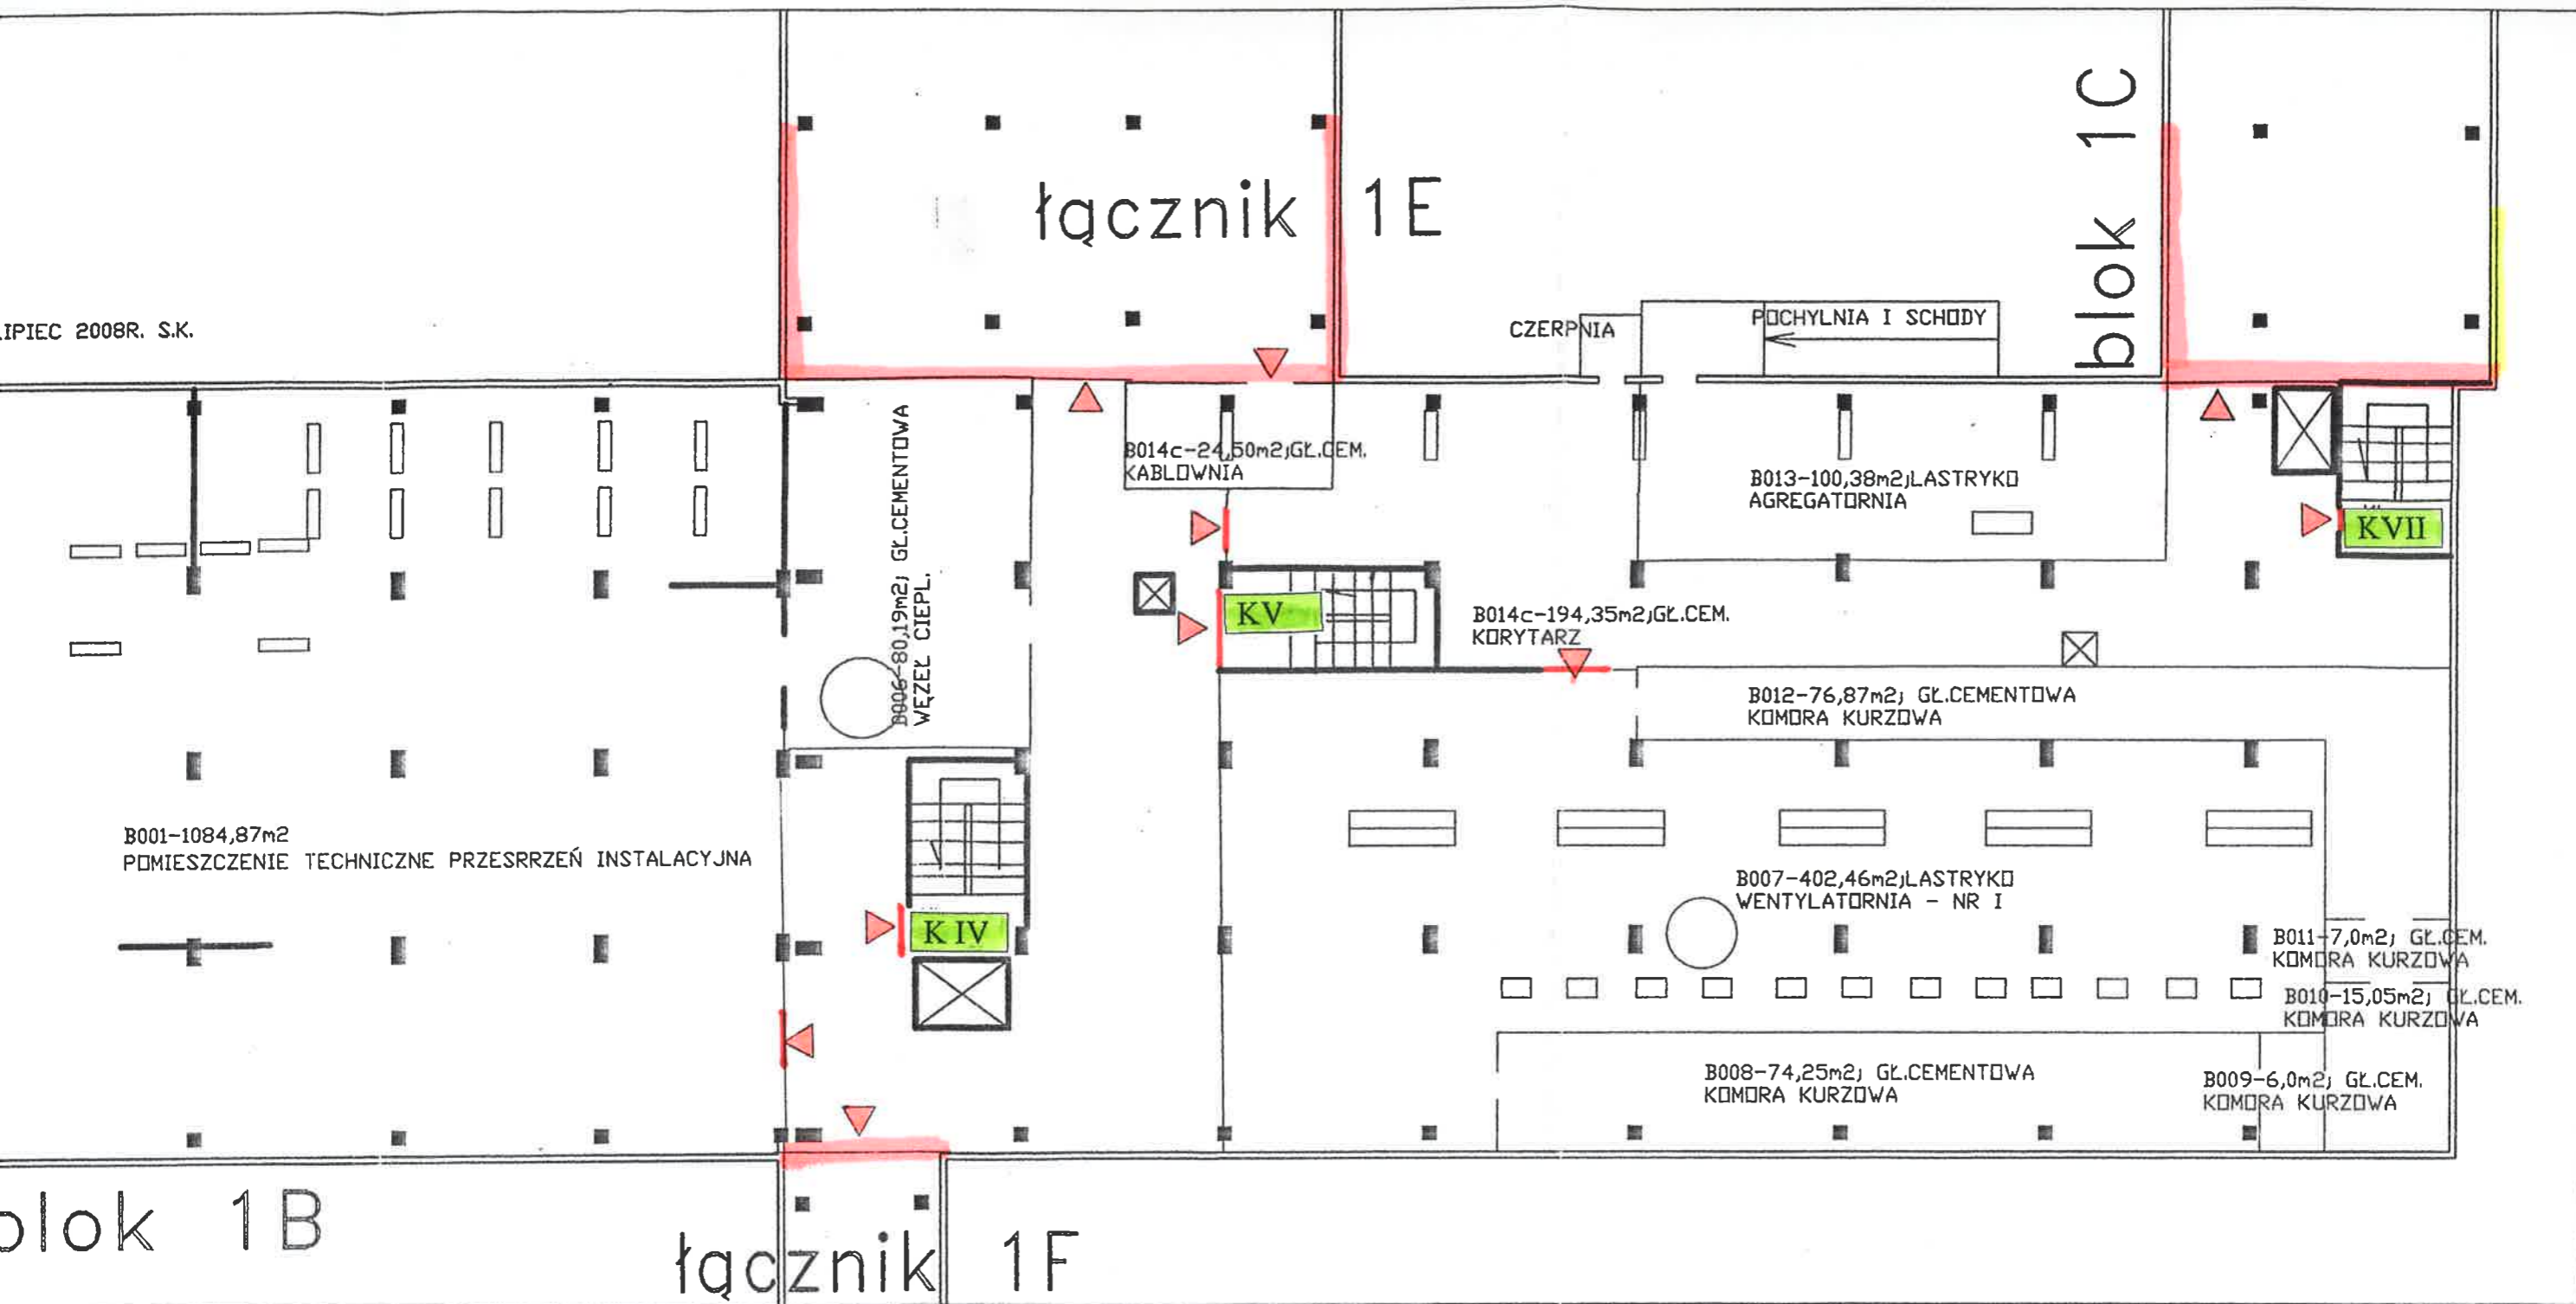 łącznik 1E
blok 1C
IPIEC 2008R. S.K.
CZERPNIA
POCHYLNIA I SCHODY
B014c-24,50m2;GŁ.CEM.
KABLOWNIA
B013-100,38m2;LASTRYKO
AGREGATORNIA
KVII
B006-80,19m2; GŁ.CEMENTOWA
WĘZEŁ CIEPL.
KV
B014c-194,35m2;GŁ.CEM.
KORYTARZ
B012-76,87m2; GŁ.CEMENTOWA
KOMORA KURZOWA
B001-1084,87m2
POMIESZCZENIE TECHNICZNE PRZESRRZEŃ INSTALACYJNA
K IV
B007-402,46m2;LASTRYKO
WENTYLATORNIA - NR I
B011-7,0m2; GŁ.CEM.
KOMORA KURZOWA
B010-15,05m2; GŁ.CEM.
KOMORA KURZOWA
B008-74,25m2; GŁ.CEMENTOWA
KOMORA KURZOWA
B009-6,0m2; GŁ.CEM.
KOMORA KURZOWA
blok 1B
łącznik 1F